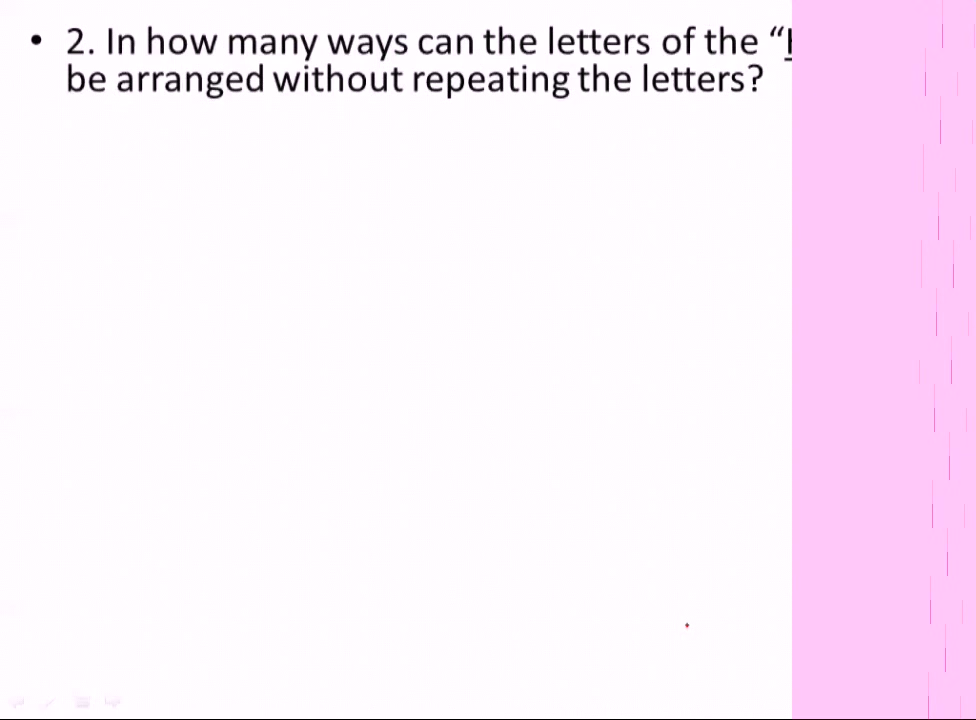 • 2. In how many ways can the letters of the “
be arranged without repeating the letters?